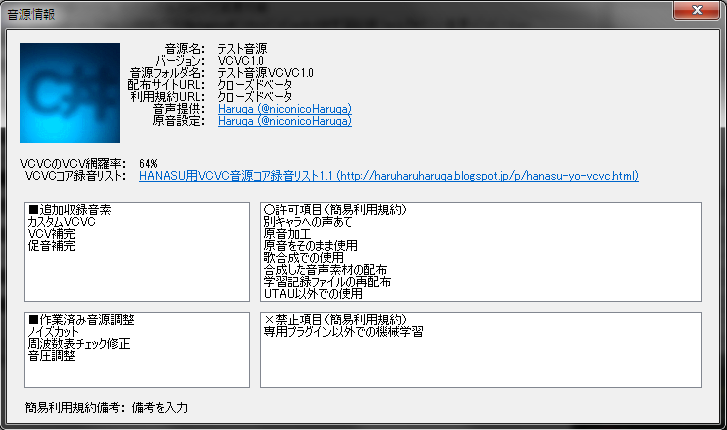 音源情報
音源名: テスト音源
バージョン: VCVC1.0
音源フォルダ名: テスト音源VCVC1.0
配布サイトURL: クローズドベータ
利用規約URL: クローズドベータ
音声提供: Haruga (@niconicoHaruga)
原音設定: Haruga (@niconicoHaruga)
VCVCのVCV網羅率: 64%
VCVCコア録音リスト: HANASU用VCVC音源コア録音リスト1.1 (http://haruharuharuga.blogspot.jp/p/hanasu-yo-vcvc.html)
■追加収録音素
カスタムVCVC
VCV補完
促音補完
〇許可項目(簡易利用規約)
別キャラへの声あて
原音加工
原音をそのまま使用
歌合成での使用
合成した音声素材の配布
学習記録ファイルの再配布
UTAU以外での使用
■作業済み音源調整
ノイズカット
周波数表チェック修正
音圧調整
×禁止項目(簡易利用規約)
専用プラグイン以外での機械学習
簡易利用規約備考: 備考を入力